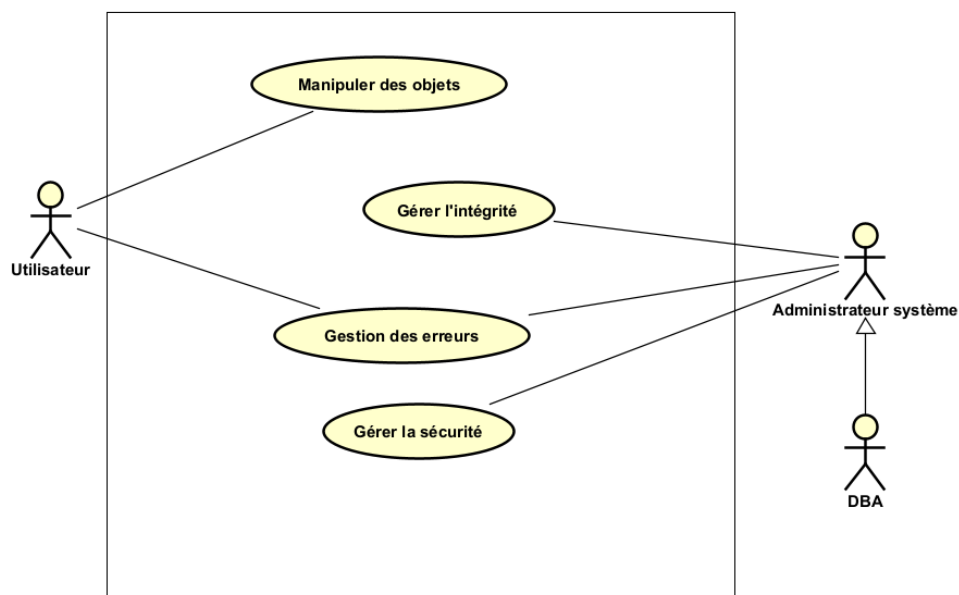 Manipuler des objets
Gérer l'intégrité
Utilisateur
Administrateur système
Gestion des erreurs
Gérer la sécurité
DBA